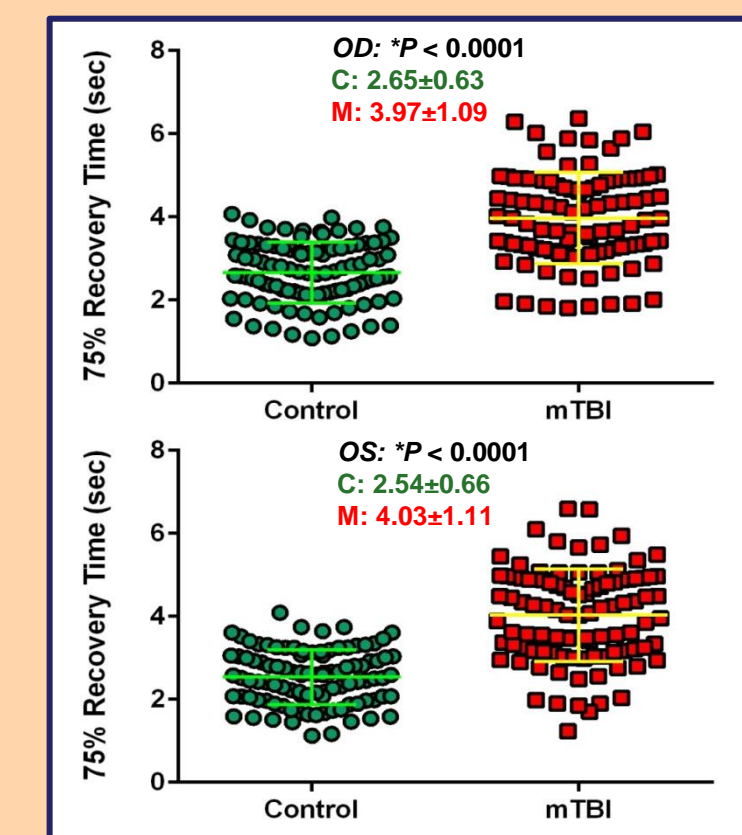 75% Recovery Time (sec)
8
6
4
2
0
OD: *P < 0.0001
C: 2.65±0.63
M: 3.97±1.09
Control
mTBI
75% Recovery Time (sec)
8
6
4
2
0
OS: *P < 0.0001
C: 2.54±0.66
M: 4.03±1.11
Control
mTBI